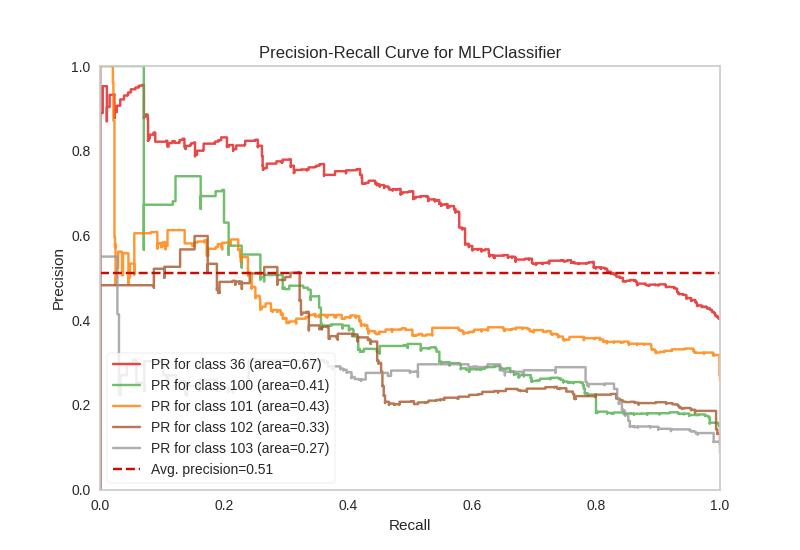 Precision-Recall Curve for MLPClassifier
1.0
0.8
0.6
0.4
0.2
0.0
Precision
PR for class 36 (area=0.67)
PR for class 100 (area=0.41)
PR for class 101 (area=0.43)
PR for class 102 (area=0.33)
PR for class 103 (area=0.27)
Avg. precision=0.51
0.0 0.2 0.4 0.6 0.8 1.0
Recall